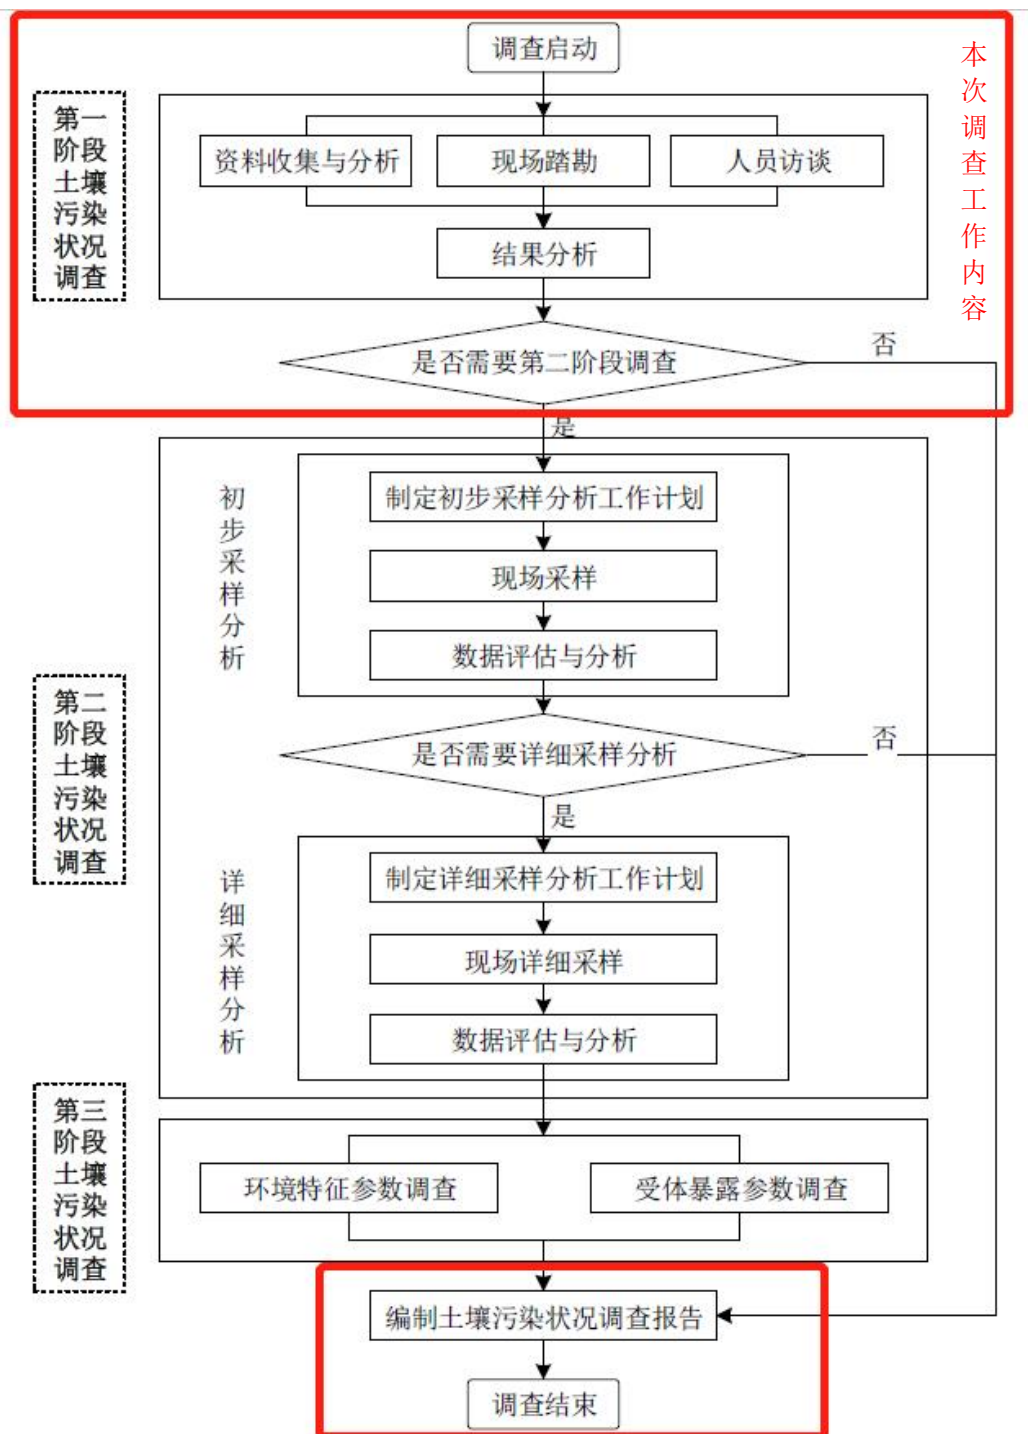 调查启动
本次调查工作内容
第一
阶段
土壤
污染
状况
调查
资料收集与分析
现场踏勘
人员访谈
结果分析
是否需要第二阶段调查
否
是
初步采样分析
制定初步采样分析工作计划
现场采样
数据评估与分析
第二
阶段
土壤
污染
状况
调查
是否需要详细采样分析
否
是
详细采样分析
制定详细采样分析工作计划
现场详细采样
数据评估与分析
第三
阶段
土壤
污染
状况
调查
环境特征参数调查
受体暴露参数调查
编制土壤污染状况调查报告
调查结束